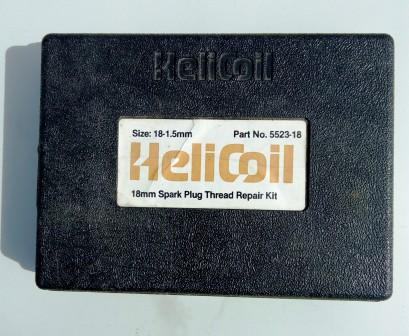 HeliCoil
Size: 18-1.5mm Part No. 5523-18
HeliCoil
18mm Spark Plug Thread Repair Kit